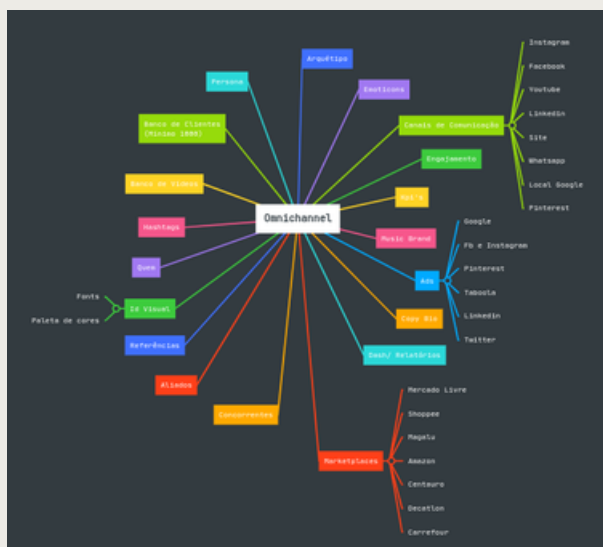 Omnichannel
Arquétipo
Emoticons
Canais de Comunicação
Instagram
Facebook
Youtube
Linkedin
Site
Whatsapp
Local Google
Pinterest
Engajamento
Kpi's
Music Brand
Ads
Google
Fb e Instagram
Pinterest
Taboola
Linkedin
Twitter
Copy
Dash/ Relatórios
Marketplaces
Mercado Livre
Shoppee
Magalu
Amazon
Centauro
Decatlon
Carrefour
Concorrentes
Aliados
Referências
Id Visual
Fonts
Paleta de cores
Quem
Hashtags
Banco de Vídeos
Banco de Clientes
(Mínimo 1000)
Persona